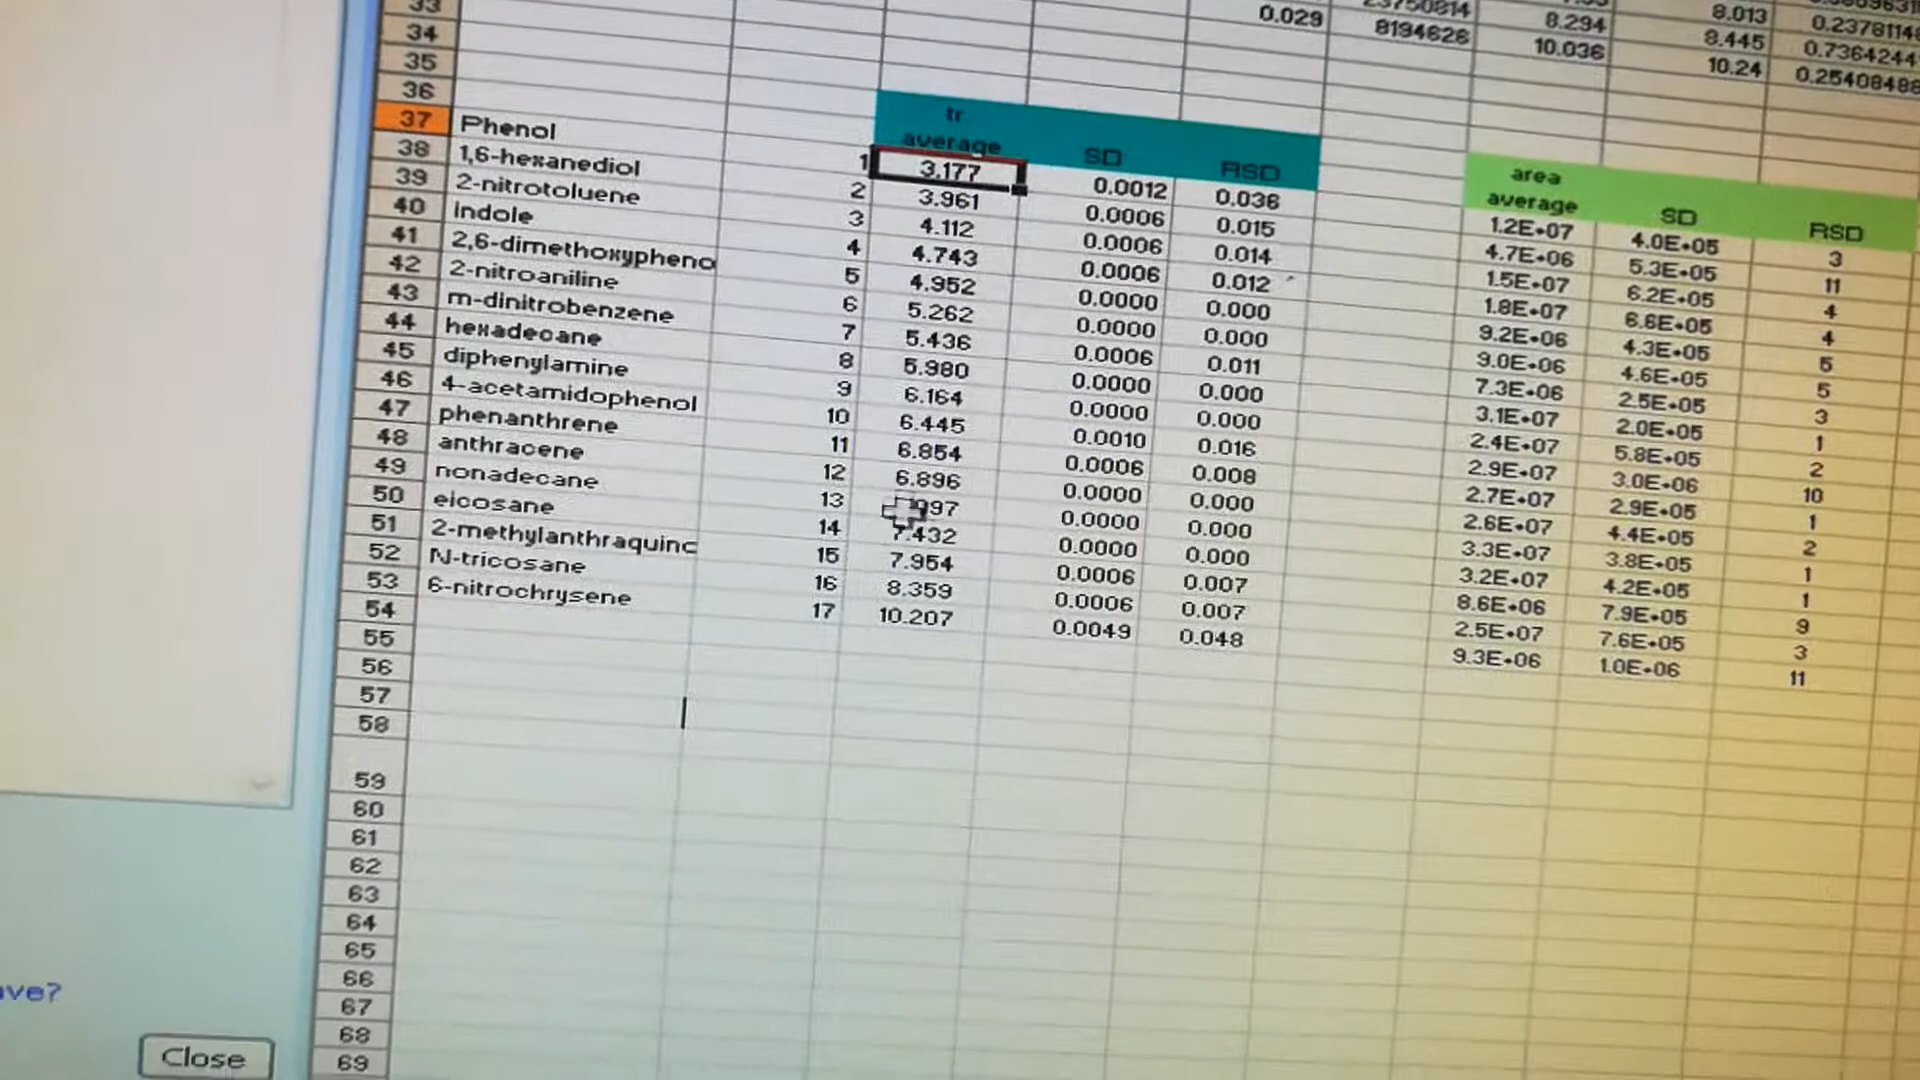 8.013
8.294 8.445
0.029 8194626 10.036 10.24
34
35
36 tr area
average SD RSD average SD RSD
37 Phenol 1 3.177 0.0012 0.036 1.2E+07 4.0E+05 3
38 1,6-hexanediol 2 3.961 0.0006 0.015 4.7E+06 5.3E+05 11
39 2-nitrotoluene 3 4.112 0.0006 0.014 1.5E+07 6.2E+05 4
40 indole 4 4.743 0.0006 0.012 1.8E+07 6.6E+05 4
41 2,6-dimethoxypheno 5 4.952 0.0000 0.000 9.2E+06 4.3E+05 5
42 2-nitroaniline 6 5.262 0.0000 0.000 9.0E+06 4.6E+05 5
43 m-dinitrobenzene 7 5.436 0.0006 0.011 7.3E+06 2.5E+05 3
44 hexadecane 8 5.980 0.0000 0.000 3.1E+07 2.0E+05 1
45 diphenylamine 9 6.164 0.0000 0.000 2.4E+07 5.8E+05 2
46 4-acetamidophenol 10 6.445 0.0010 0.016 2.9E+07 3.0E+06 10
47 phenanthrene 11 6.854 0.0006 0.008 2.7E+07 2.9E+05 1
48 anthracene 12 6.896 0.0000 0.000 2.6E+07 4.4E+05 2
49 nonadecane 13 0.0000 0.000 3.3E+07 3.8E+05 1
50 eicosane 14 7.432 0.0000 0.000 3.2E+07 4.2E+05 1
51 2-methylanthraquinc 15 7.954 0.0006 0.007 8.6E+06 7.9E+05 9
52 N-tricosane 16 8.359 0.0006 0.007 2.5E+07 7.6E+05 3
53 6-nitrochrysene 17 10.207 0.0049 0.048 9.3E+06 1.0E+06 11
54
55
56
57
58
59
60
61
62
63
64
65
66
67
68
69
ave?
Close